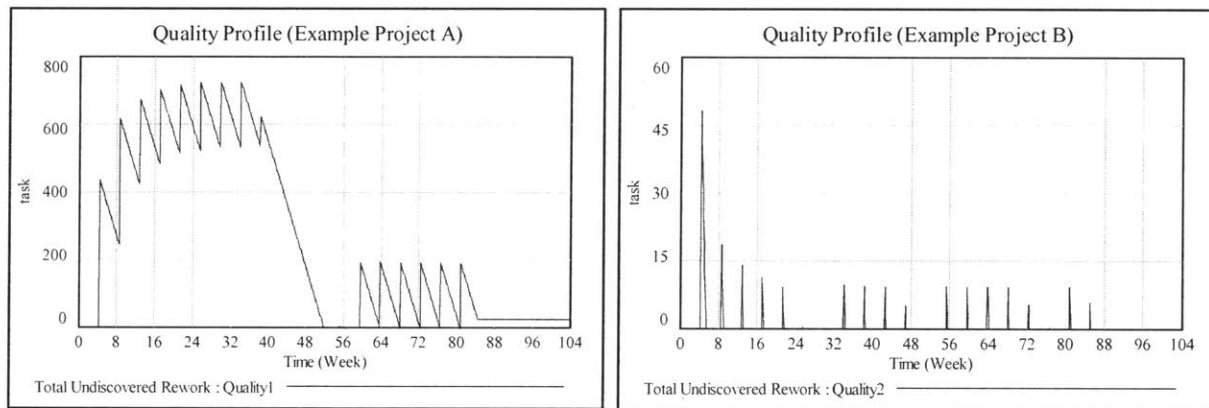 Quality Profile (Example Project A)
800
600
400
200
0
task
0 8 16 24 32 40 48 56 64 72 80 88 96 104
Time (Week)
Total Undiscovered Rework : Quality1
Quality Profile (Example Project B)
60
45
30
15
0
task
0 8 16 24 32 40 48 56 64 72 80 88 96 104
Time (Week)
Total Undiscovered Rework : Quality2